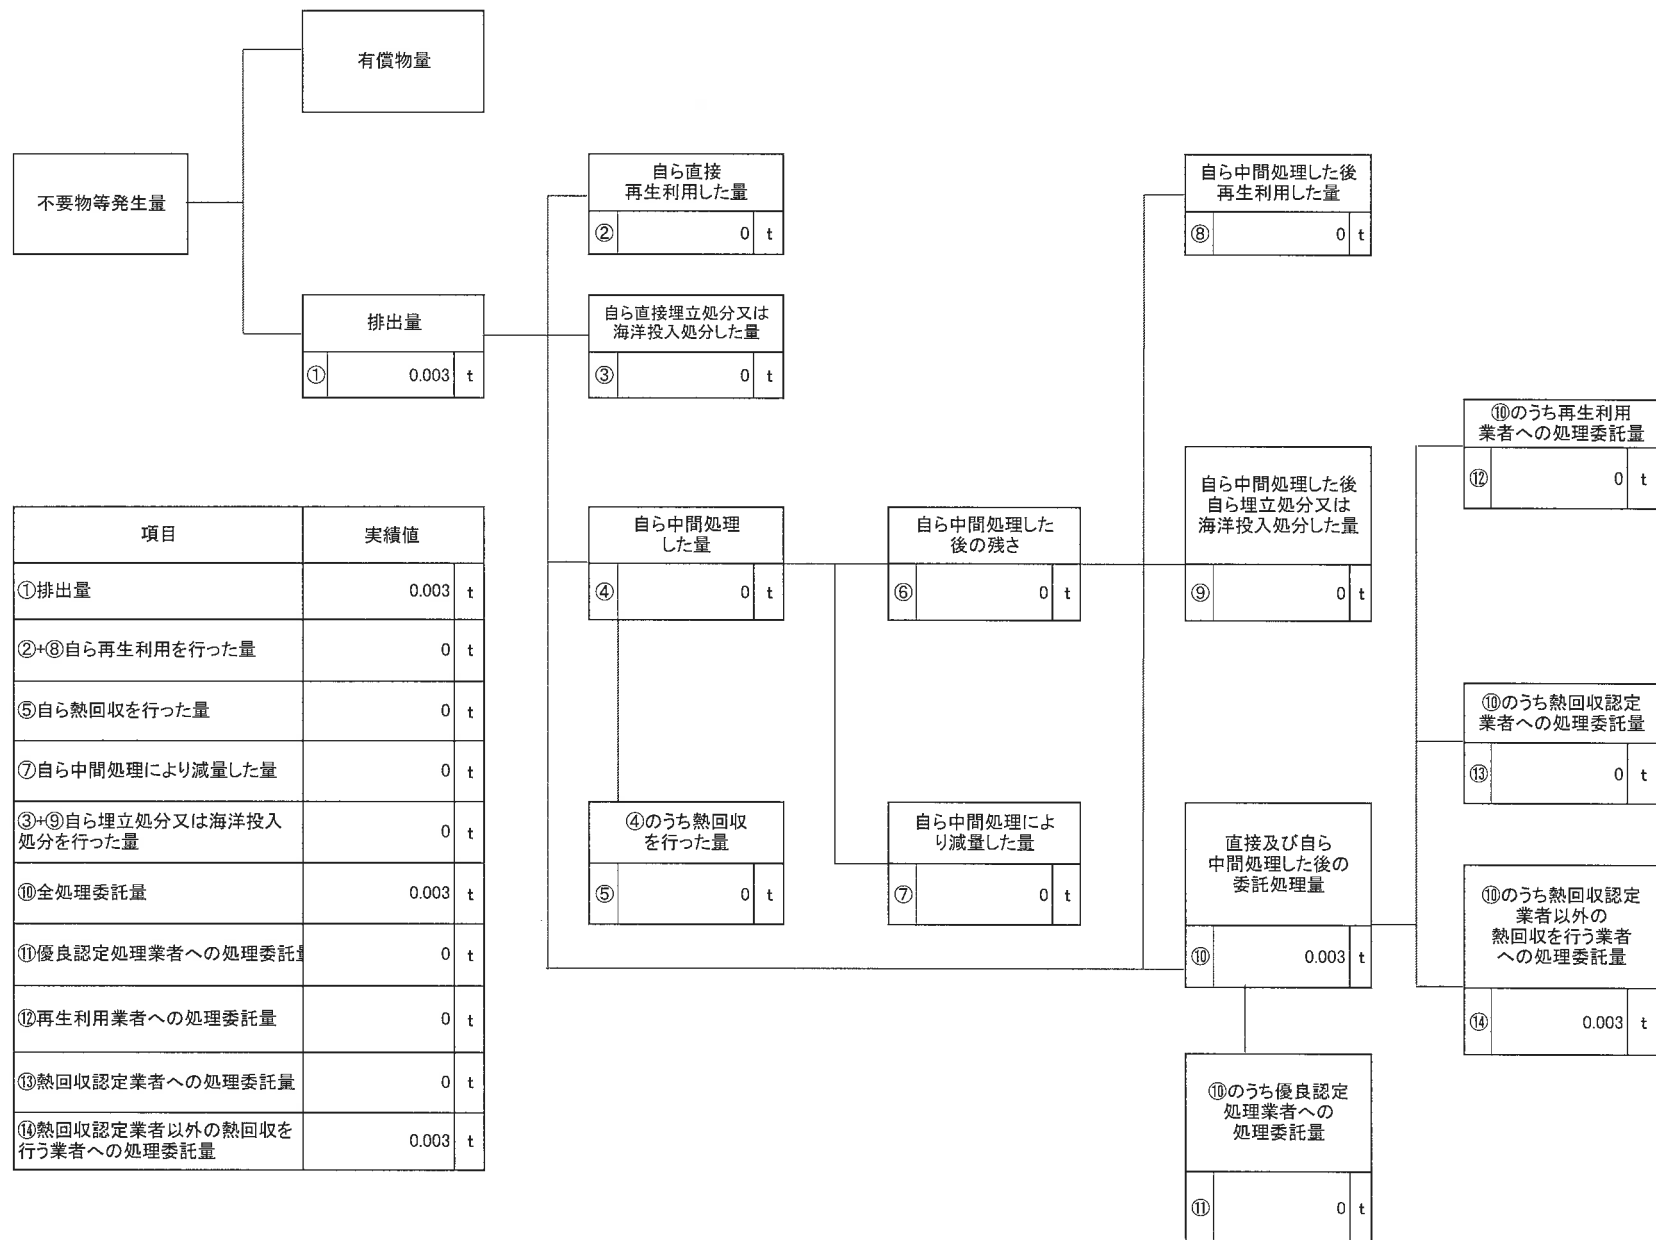 有償物量
不要物等発生量
排出量
① 0.003 t
自ら直接
再生利用した量
② 0 t
自ら直接埋立処分又は
海洋投入処分した量
③ 0 t
自ら中間処理
した量
④ 0 t
④のうち熱回収
を行った量
⑤ 0 t
自ら中間処理した
後の残さ
⑥ 0 t
自ら中間処理によ
り減量した量
⑦ 0 t
自ら中間処理した後
再生利用した量
⑧ 0 t
自ら中間処理した後
自ら埋立処分又は
海洋投入処分した量
⑨ 0 t
直接及び自ら
中間処理した後の
委託処理量
⑩ 0.003 t
⑩のうち優良認定
処理業者への
処理委託量
⑪ 0 t
⑩のうち再生利用
業者への処理委託量
⑫ 0 t
⑩のうち熱回収認定
業者への処理委託量
⑬ 0 t
⑩のうち熱回収認定
業者以外の
熱回収を行う業者
への処理委託量
⑭ 0.003 t
項目 実績値
①排出量 0.003 t
②+⑧自ら再生利用を行った量 0 t
⑤自ら熱回収を行った量 0 t
⑦自ら中間処理により減量した量 0 t
③+⑨自ら埋立処分又は海洋投入
処分を行った量 0 t
⑩全処理委託量 0.003 t
⑪優良認定処理業者への処理委託量 0 t
⑫再生利用業者への処理委託量 0 t
⑬熱回収認定業者への処理委託量 0 t
⑭熱回収認定業者以外の熱回収を
行う業者への処理委託量 0.003 t